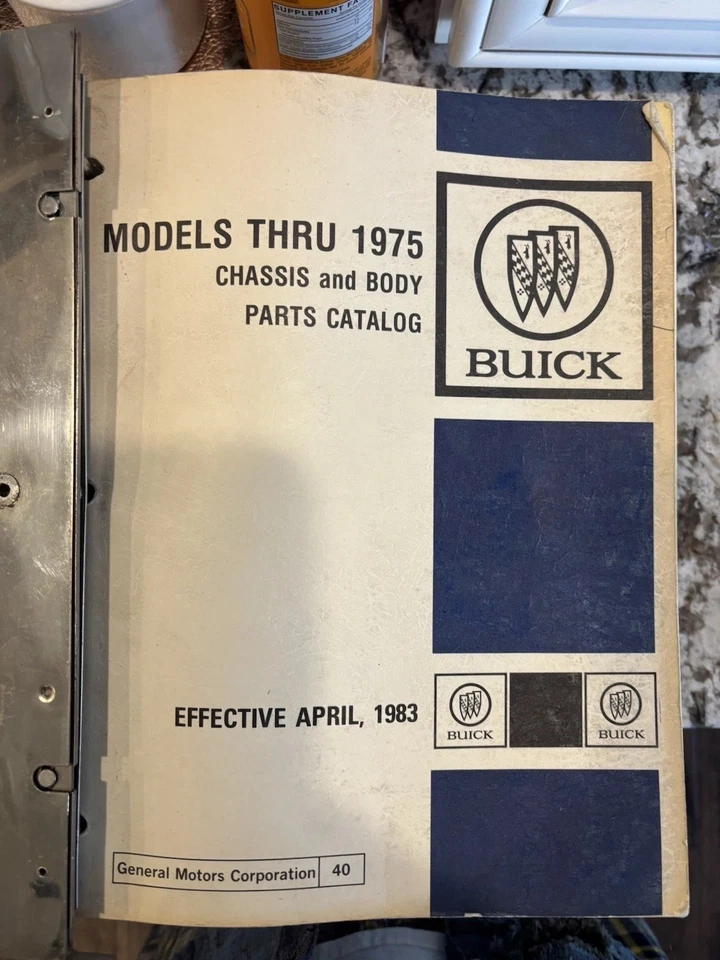 SUPPLEMENT FA
MODELS THRU 1975
CHASSIS and BODY
PARTS CATALOG
BUICK
EFFECTIVE APRIL, 1983
BUICK
BUICK
General Motors Corporation 40